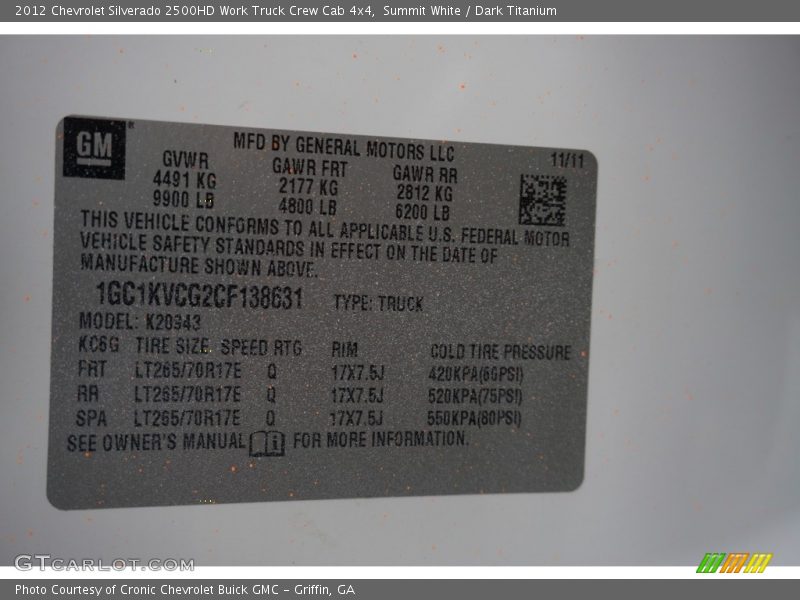 2012 Chevrolet Silverado 2500HD Work Truck Crew Cab 4x4, Summit White / Dark Titanium
GM
MFD BY GENERAL MOTORS LLC
11/11
GVWR GAWR FRT GAWR RR
4491 KG 2177 KG 2812 KG
9900 LB 4800 LB 6200 LB
THIS VEHICLE CONFORMS TO ALL APPLICABLE U.S. FEDERAL MOTOR
VEHICLE SAFETY STANDARDS IN EFFECT ON THE DATE OF
MANUFACTURE SHOWN ABOVE.
1GC1KVCG2CF138631 TYPE: TRUCK
MODEL: K20943
KC6G TIRE SIZE SPEED RTG RIM COLD TIRE PRESSURE
FRT LT265/70R17E Q 17X7.5J 420KPA(60PSI)
RR LT265/70R17E Q 17X7.5J 520KPA(75PSI)
SPA LT265/70R17E Q 17X7.5J 550KPA(80PSI)
SEE OWNER'S MANUAL FOR MORE INFORMATION.
GTCARLOT.COM
Photo Courtesy of Cronic Chevrolet Buick GMC - Griffin, GA